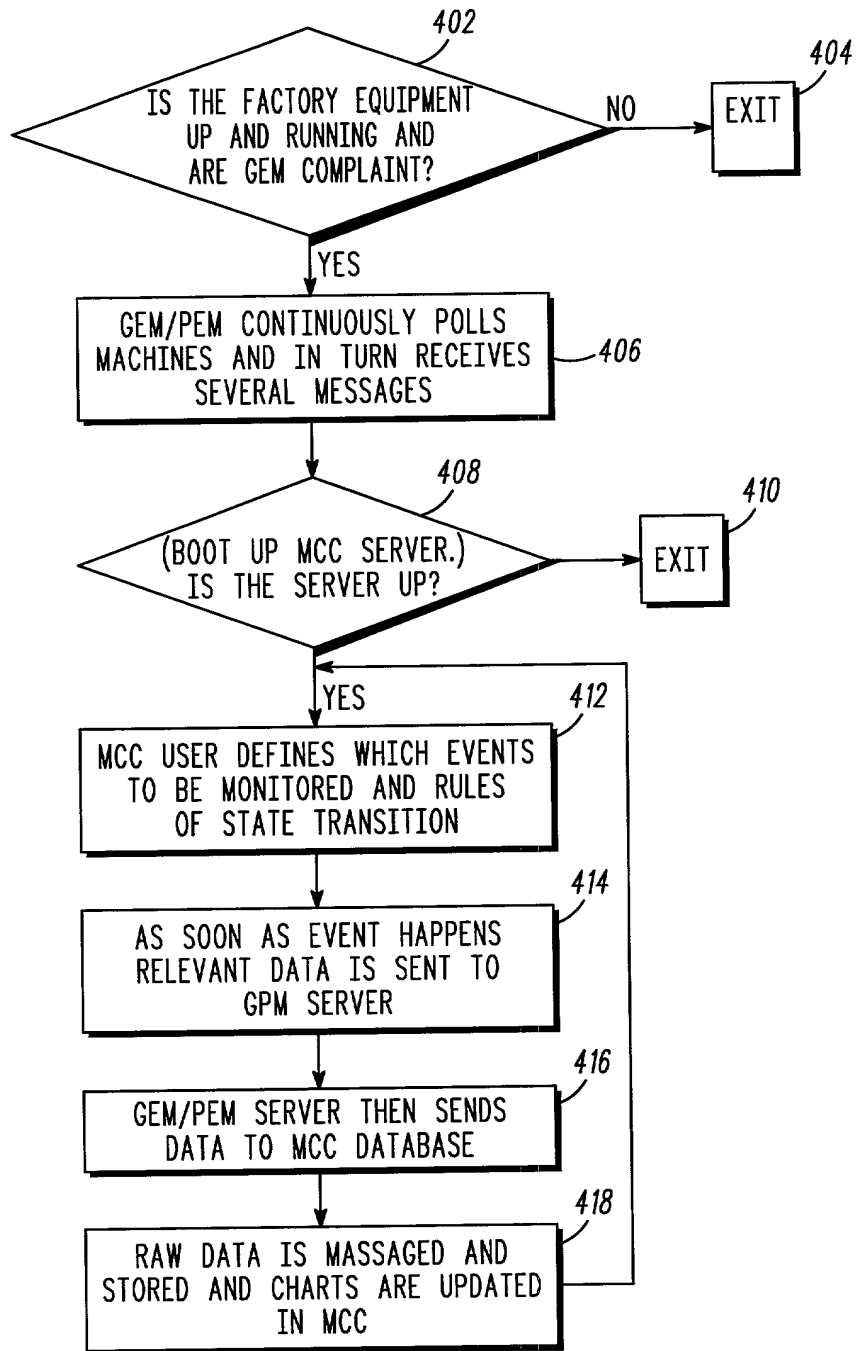 402
IS THE FACTORY EQUIPMENT
UP AND RUNNING AND
ARE GEM COMPLAINT?
NO
404
EXIT
YES
GEM/PEM CONTINUOUSLY POLLS
MACHINES AND IN TURN RECEIVES
SEVERAL MESSAGES
406
408
(BOOT UP MCC SERVER.)
IS THE SERVER UP?
410
EXIT
YES
412
MCC USER DEFINES WHICH EVENTS
TO BE MONITORED AND RULES
OF STATE TRANSITION
414
AS SOON AS EVENT HAPPENS
RELEVANT DATA IS SENT TO
GPM SERVER
416
GEM/PEM SERVER THEN SENDS
DATA TO MCC DATABASE
418
RAW DATA IS MASSAGED AND
STORED AND CHARTS ARE UPDATED
IN MCC